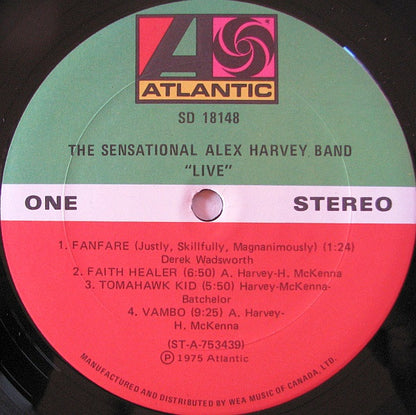 ATLANTIC
SD 18148
THE SENSATIONAL ALEX HARVEY BAND
"LIVE"
ONE
STEREO
1. FANFARE (Justly, Skillfully, Magnanimously) (1:24)
Derek Wadsworth
2. FAITH HEALER (6:50) A. Harvey-H. McKenna
3. TOMAHAWK KID (5:50) Harvey-McKenna-
Batchelor
4. VAMBO (9:25) A. Harvey-
H. McKenna
(ST-A-753439)
Ⓟ 1975 Atlantic
MANUFACTURED AND DISTRIBUTED BY WEA MUSIC OF CANADA, LTD.